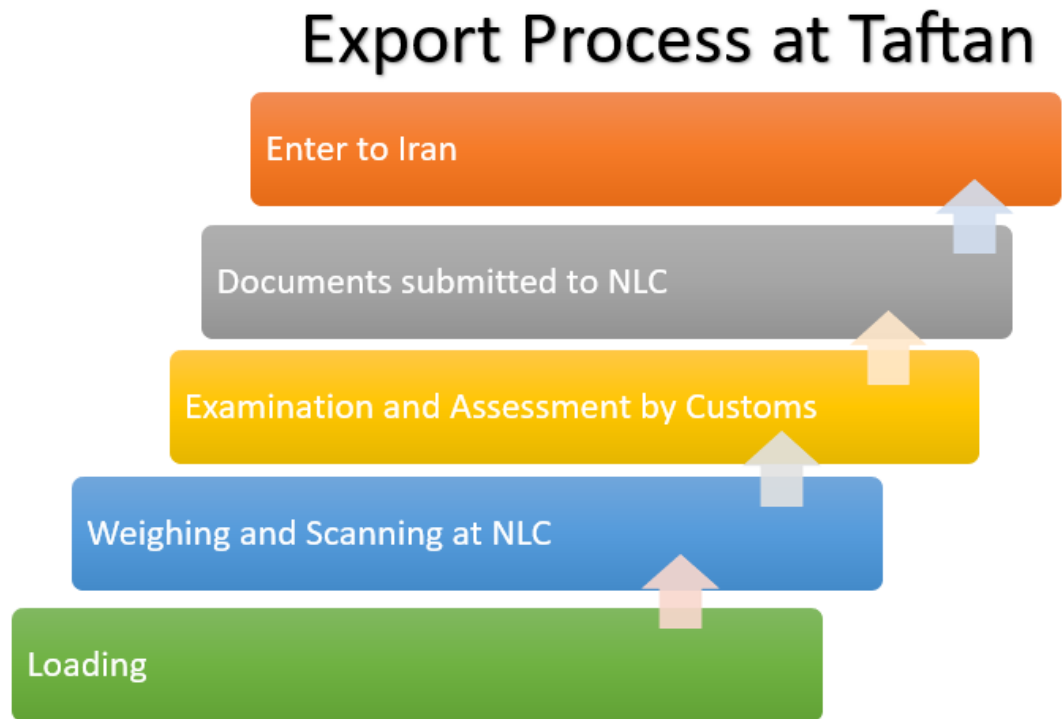 Export Process at Taftan
Enter to Iran
Documents submitted to NLC
Examination and Assessment by Customs
Weighing and Scanning at NLC
Loading